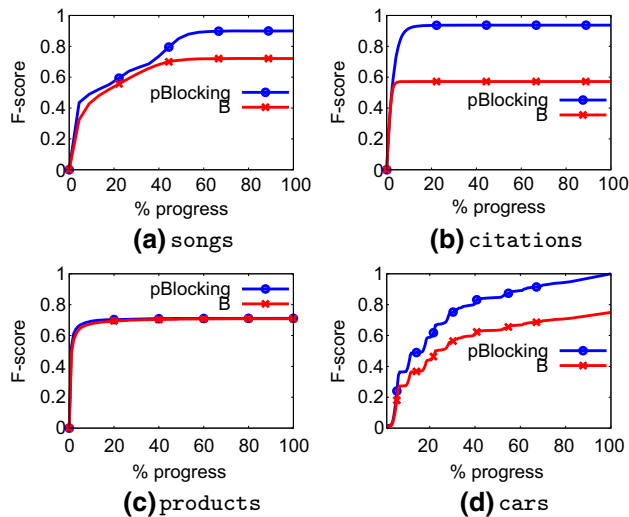 1
0.8
0.6
0.4
0.2
0
F-score
pBlocking
B
0 20 40 60 80 100
% progress
(a) songs
1
0.8
0.6
0.4
0.2
0
F-score
pBlocking
B
0 20 40 60 80 100
% progress
(b) citations
1
0.8
0.6
0.4
0.2
0
F-score
pBlocking
B
0 20 40 60 80 100
% progress
(c) products
1
0.8
0.6
0.4
0.2
0
F-score
pBlocking
B
20 40 60 80 100
% progress
(d) cars